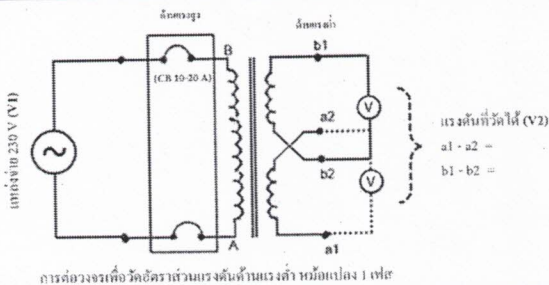 ด้านแรงสูง
ด้านแรงต่ำ
b1
B
(CB 10-20 A)
V
แหล่งจ่าย 230 V (V1)
a2
b2
แรงดันที่วัดได้ (V2)
a1 - a2 =
b1 - b2 =
V
A
a1
การต่อวงจรเพื่อวัดอัตราส่วนแรงดันด้านแรงต่ำ หม้อแปลง 1 เฟส